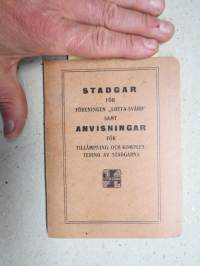 STADGAR
FÖR
FÖRENINGEN „LOTTA-SVÄRD"
SAMT
ANVISNINGAR
FÖR
TILLÄMPNING OCH KOMPLET-
TERING AV STADGARNA